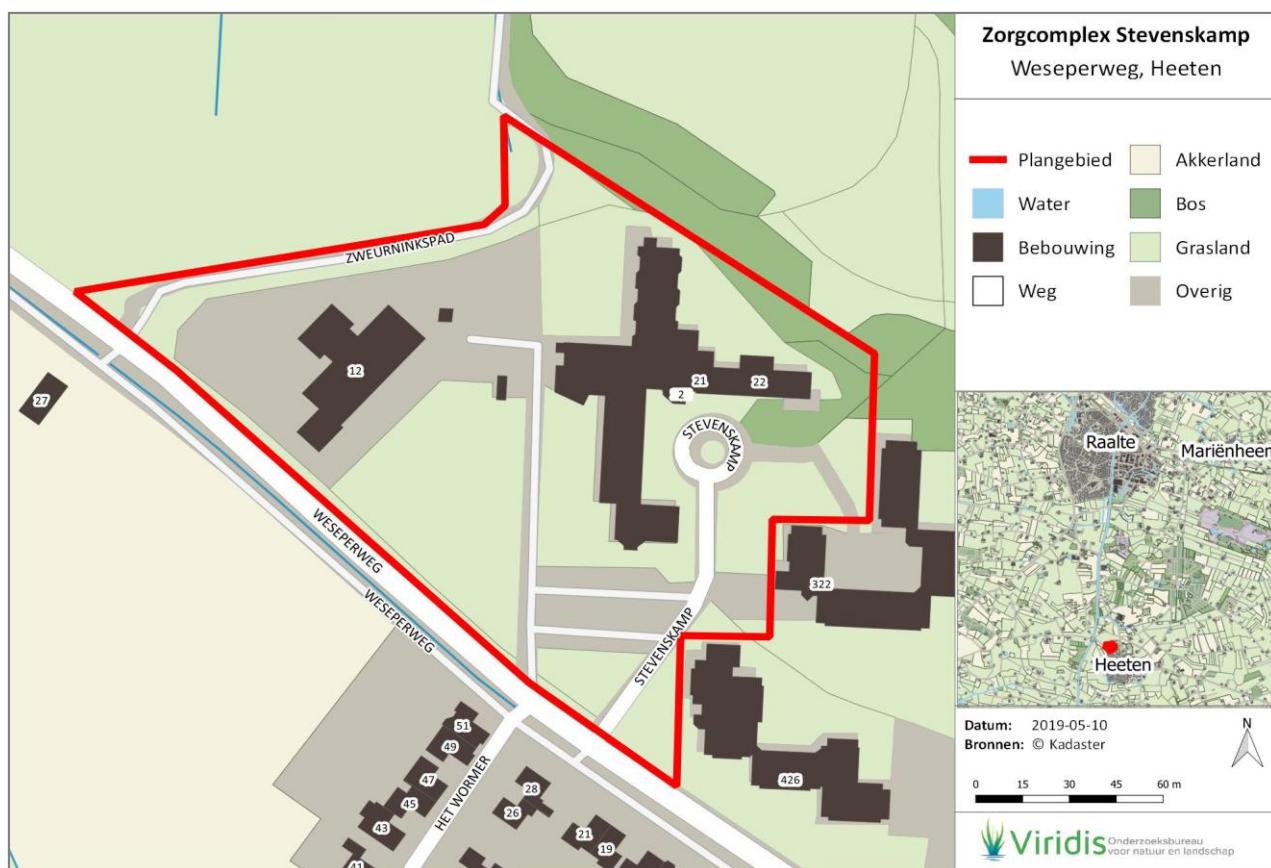 Zorgcomplex Stevenskamp
Weseperweg, Heeten
Plangebied
Akkerland
Water
Bos
Bebouwing
Grasland
Weg
Overig
ZWEURNINKSPAD
12
27
21
22
2
STEVENSKAMP
WESEPERWEG
WESEPERWEG
322
STEVENSKAMP
51
49
47
45
43
41
HET WORMER
28
26
21
19
426
Raalte
Mariënheem
Heeten
Datum: 2019-05-10
Bronnen: © Kadaster
N
0 15 30 45 60 m
Viridis Onderzoeksbureau
voor natuur en landschap